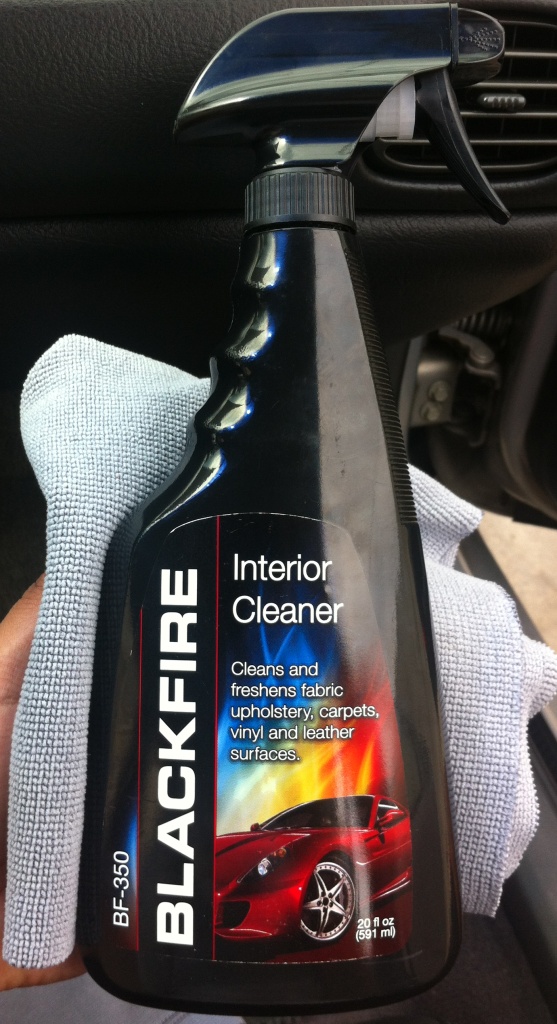 Interior
Cleaner
Cleans and
freshens fabric
upholstery, carpets,
vinyl and leather
surfaces.
BLACKFIRE
BF-350
20 fl oz
(591 ml)